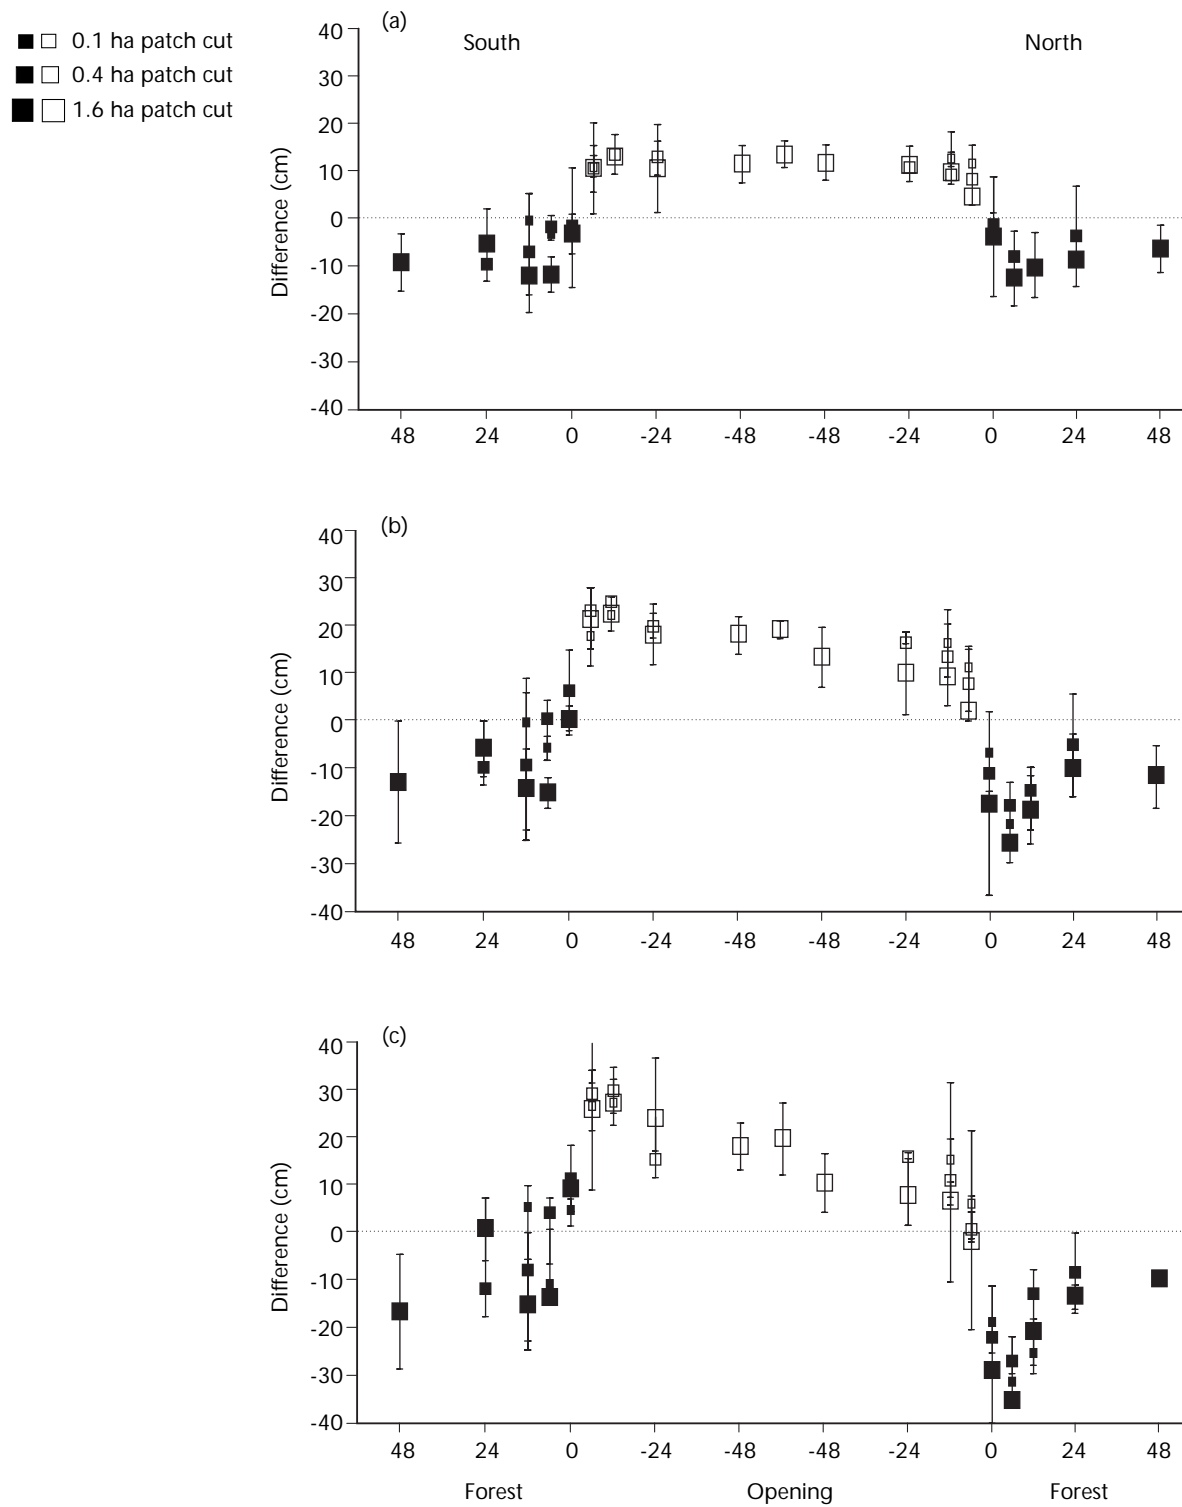 0.1 ha patch cut
0.4 ha patch cut
1.6 ha patch cut
(a)
South
North
40
30
20
10
0
-10
-20
-30
-40
Difference (cm)
48 24 0 -24 -48 -48 -24 0 24 48
(b)
40
30
20
10
0
-10
-20
-30
-40
Difference (cm)
48 24 0 -24 -48 -48 -24 0 24 48
(c)
40
30
20
10
0
-10
-20
-30
-40
Difference (cm)
48 24 0 -24 -48 -48 -24 0 24 48
Forest Opening Forest